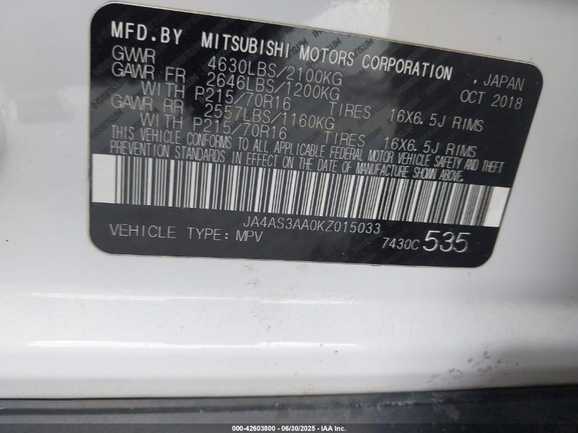 MFD.BY MITSUBISHI MOTORS CORPORATION, JAPAN
GVWR 4630LBS/2100KG OCT 2018
GAWR FR 2646LBS/1200KG
WITH P215/70R16 TIRES 16X6.5J RIMS
GAWR RR 2557LBS/1160KG
WITH P215/70R16 TIRES 16X6.5J RIMS
THIS VEHICLE CONFORMS TO ALL APPLICABLE FEDERAL MOTOR VEHICLE SAFETY AND THEFT
PREVENTION STANDARDS IN EFFECT ON THE DATE OF MANUFACTURE SHOWN ABOVE.
JA4AS3AA0KZ015033
VEHICLE TYPE:MPV 7430C 535
000-42603800 - 06/30/2025 - IAAI.com